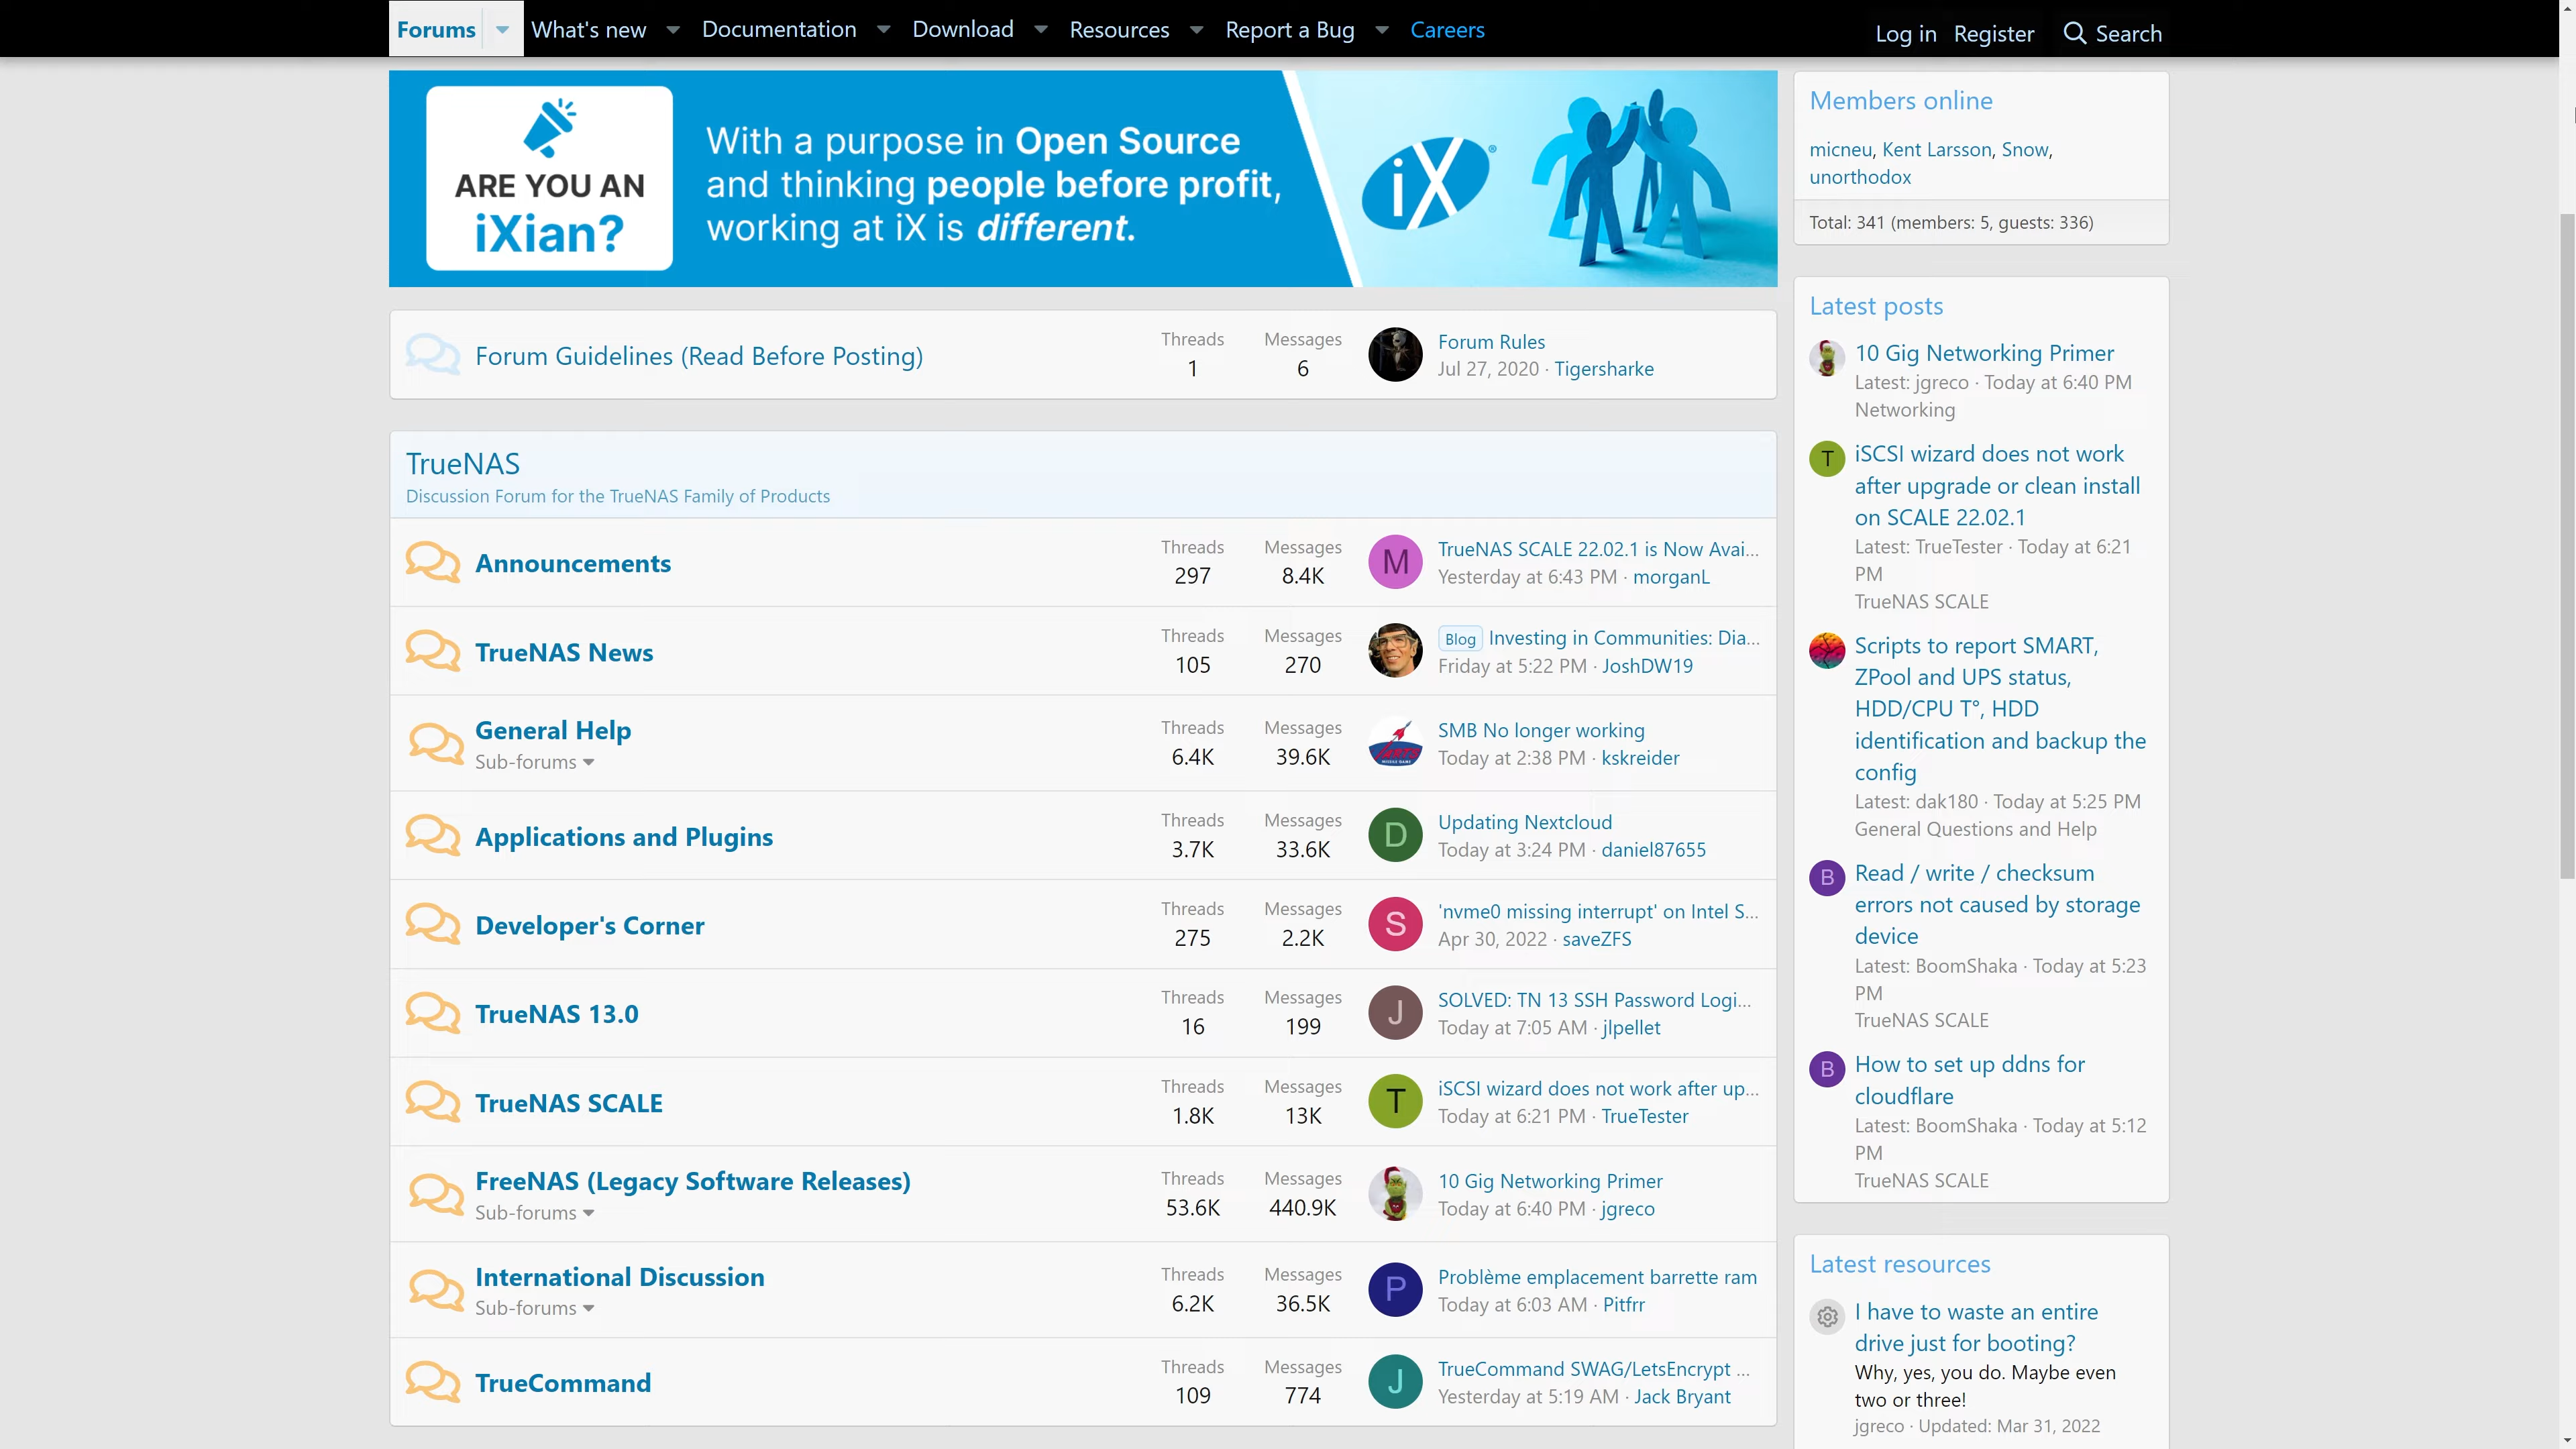 Forums
What's new
Documentation
Download
Resources
Report a Bug
Careers
Log in
Register
Search
ARE YOU AN
iXian?
With a purpose in Open Source
and thinking people before profit,
working at iX is different.
iX
Forum Guidelines (Read Before Posting)
Threads
1
Messages
6
Forum Rules
Jul 27, 2020 · Tigersharke
TrueNAS
Discussion Forum for the TrueNAS Family of Products
Announcements
Threads
297
Messages
8.4K
M
TrueNAS SCALE 22.02.1 is Now Avai...
Yesterday at 6:43 PM · morganL
TrueNAS News
Threads
105
Messages
270
Blog Investing in Communities: Dia...
Friday at 5:22 PM · JoshDW19
General Help
Sub-forums
Threads
6.4K
Messages
39.6K
SMB No longer working
Today at 2:38 PM · kskreider
Applications and Plugins
Threads
3.7K
Messages
33.6K
D
Updating Nextcloud
Today at 3:24 PM · daniel87655
Developer's Corner
Threads
275
Messages
2.2K
S
'nvme0 missing interrupt' on Intel S...
Apr 30, 2022 · saveZFS
TrueNAS 13.0
Threads
16
Messages
199
J
SOLVED: TN 13 SSH Password Logi...
Today at 7:05 AM · jlpellet
TrueNAS SCALE
Threads
1.8K
Messages
13K
T
iSCSI wizard does not work after up...
Today at 6:21 PM · TrueTester
FreeNAS (Legacy Software Releases)
Sub-forums
Threads
53.6K
Messages
440.9K
10 Gig Networking Primer
Today at 6:40 PM · jgreco
International Discussion
Sub-forums
Threads
6.2K
Messages
36.5K
P
Problème emplacement barrette ram
Today at 6:03 AM · Pitfrr
TrueCommand
Threads
109
Messages
774
J
TrueCommand SWAG/LetsEncrypt ...
Yesterday at 5:19 AM · Jack Bryant
Members online
micneu, Kent Larsson, Snow,
unorthodox
Total: 341 (members: 5, guests: 336)
Latest posts
10 Gig Networking Primer
Latest: jgreco · Today at 6:40 PM
Networking
T
iSCSI wizard does not work
after upgrade or clean install
on SCALE 22.02.1
Latest: TrueTester · Today at 6:21
PM
TrueNAS SCALE
Scripts to report SMART,
ZPool and UPS status,
HDD/CPU T°, HDD
identification and backup the
config
Latest: dak180 · Today at 5:25 PM
General Questions and Help
B
Read / write / checksum
errors not caused by storage
device
Latest: BoomShaka · Today at 5:23
PM
TrueNAS SCALE
B
How to set up ddns for
cloudflare
Latest: BoomShaka · Today at 5:12
PM
TrueNAS SCALE
Latest resources
I have to waste an entire
drive just for booting?
Why, yes, you do. Maybe even
two or three!
jgreco · Updated: Mar 31, 2022